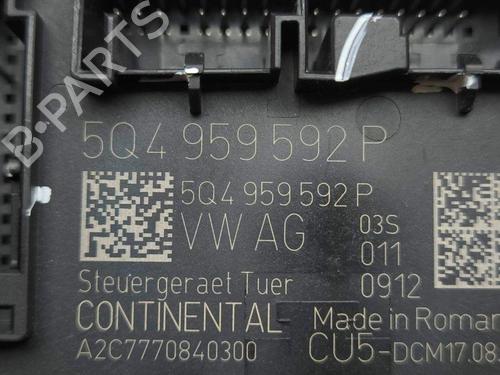 B-PARTS
5Q4 959 592 P
5Q4 959 592 P
VW AG
03S
011
Steuergeraet Tuer
0912
CONTINENTAL
Made in Roman
A2C7770840300
CU5-DCM17.08